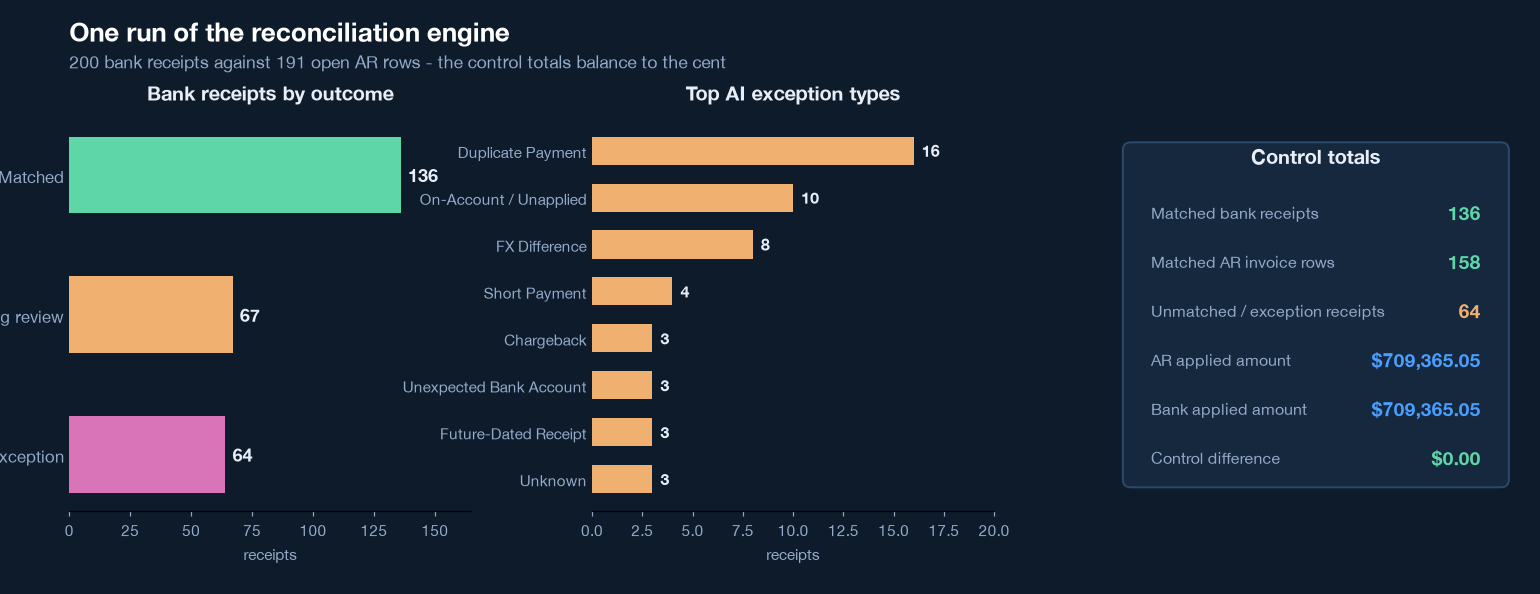 One run of the reconciliation engine
200 bank receipts against 191 open AR rows - the control totals balance to the cent
Bank receipts by outcome
Matched
136
g review
67
xception
64
0 25 50 75 100 125 150
receipts
Top AI exception types
Duplicate Payment 16
On-Account / Unapplied 10
FX Difference 8
Short Payment 4
Chargeback 3
Unexpected Bank Account 3
Future-Dated Receipt 3
Unknown 3
0.0 2.5 5.0 7.5 10.0 12.5 15.0 17.5 20.0
receipts
Control totals
Matched bank receipts 136
Matched AR invoice rows 158
Unmatched / exception receipts 64
AR applied amount $709,365.05
Bank applied amount $709,365.05
Control difference $0.00